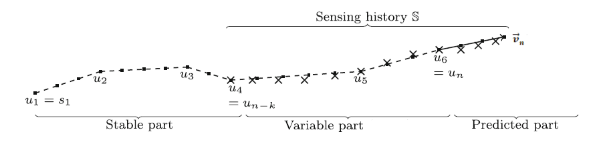 Sensing history 𝕊
u₁ = s₁
u₂
u₃
u₄
= uₙ₋ₖ
u₅
u₆
= uₙ
v⃗ₙ
Stable part
Variable part
Predicted part